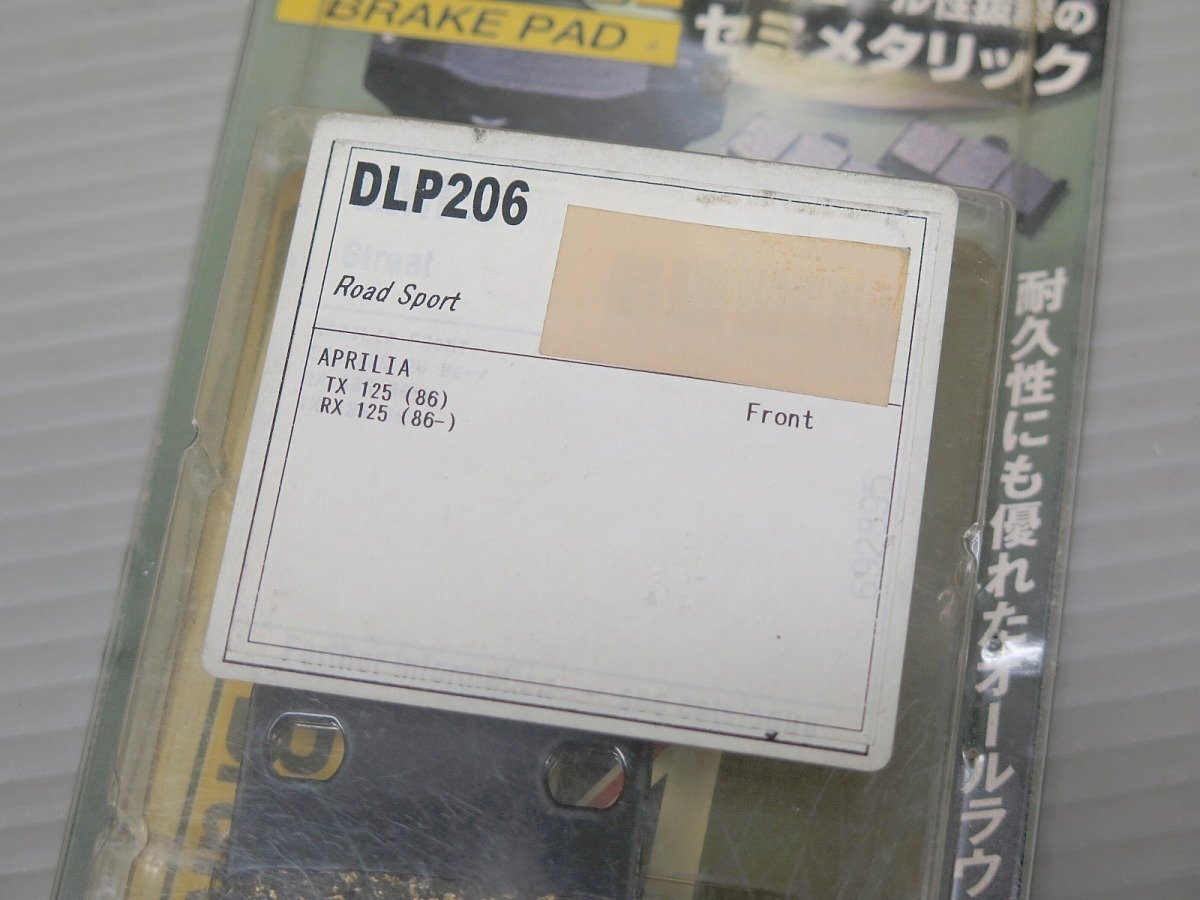 BRAKE PAD
セミメタリック
DLP206
Street
Road Sport
APRILIA
TX 125 (86)
RX 125 (86-)
Front
耐久性にも優れたオールラウ